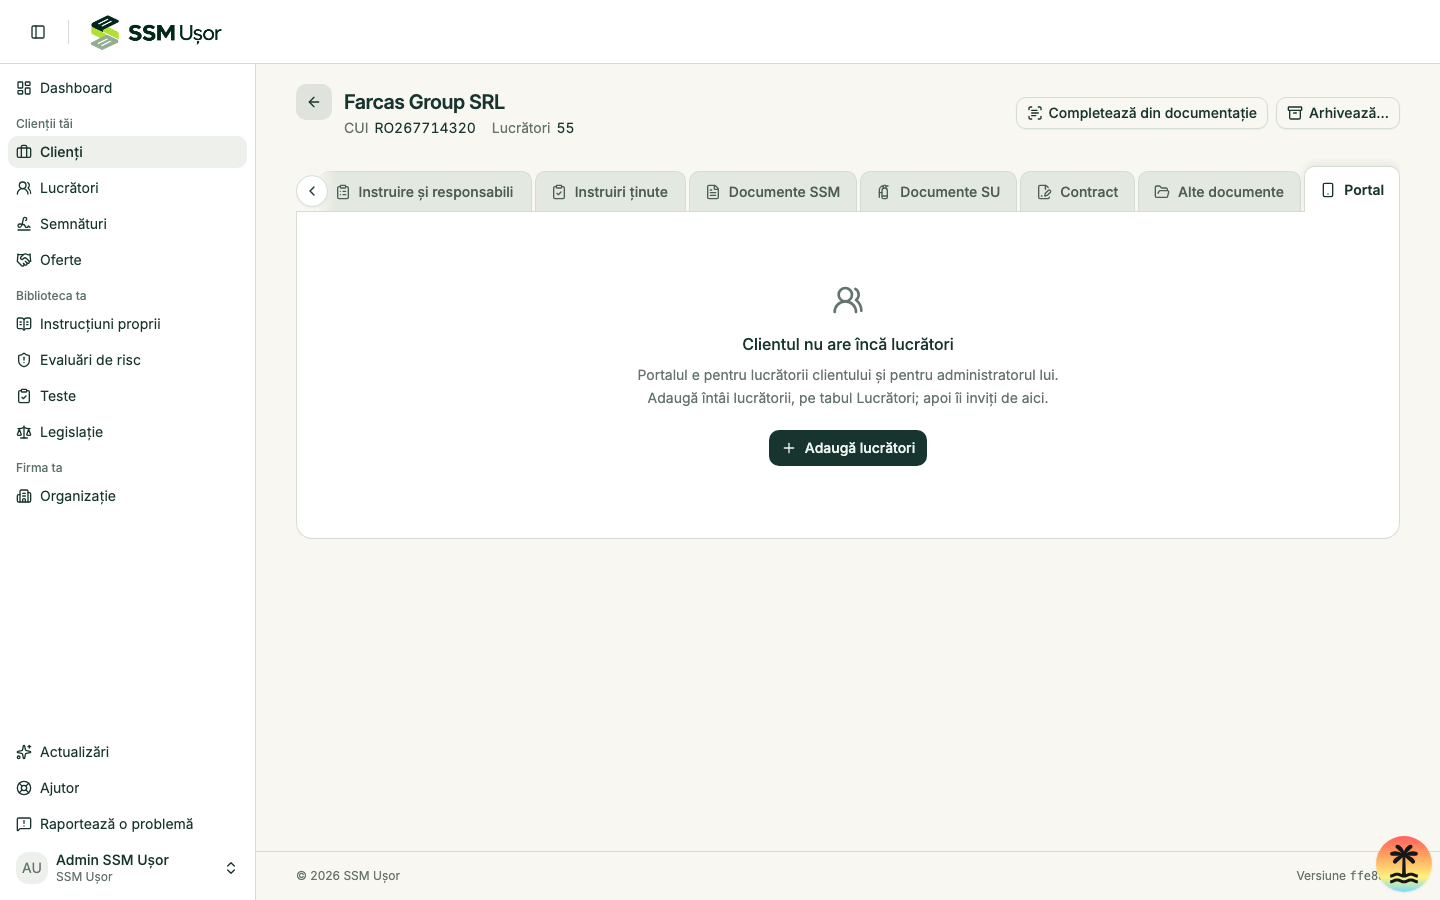 SSM Ușor
Dashboard
Clienții tăi
Clienți
Lucrători
Semnături
Oferte
Biblioteca ta
Instrucțiuni proprii
Evaluări de risc
Teste
Legislație
Firma ta
Organizație
Actualizări
Ajutor
Raportează o problemă
AU
Admin SSM Ușor
SSM Ușor
Farcas Group SRL
CUI RO267714320 Lucrători 55
Completează din documentație
Arhivează...
Instruire și responsabili
Instruiri ținute
Documente SSM
Documente SU
Contract
Alte documente
Portal
Clientul nu are încă lucrători
Portalul e pentru lucrătorii clientului și pentru administratorul lui.
Adaugă întâi lucrătorii, pe tabul Lucrători; apoi îi inviți de aici.
Adaugă lucrători
© 2026 SSM Ușor
Versiune